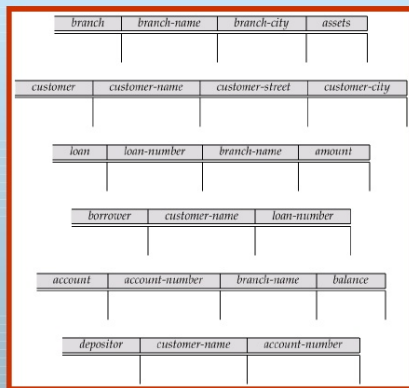 branch branch-name branch-city assets
customer customer-name customer-street customer-city
loan loan-number branch-name amount
borrower customer-name loan-number
account account-number branch-name balance
depositor customer-name account-number